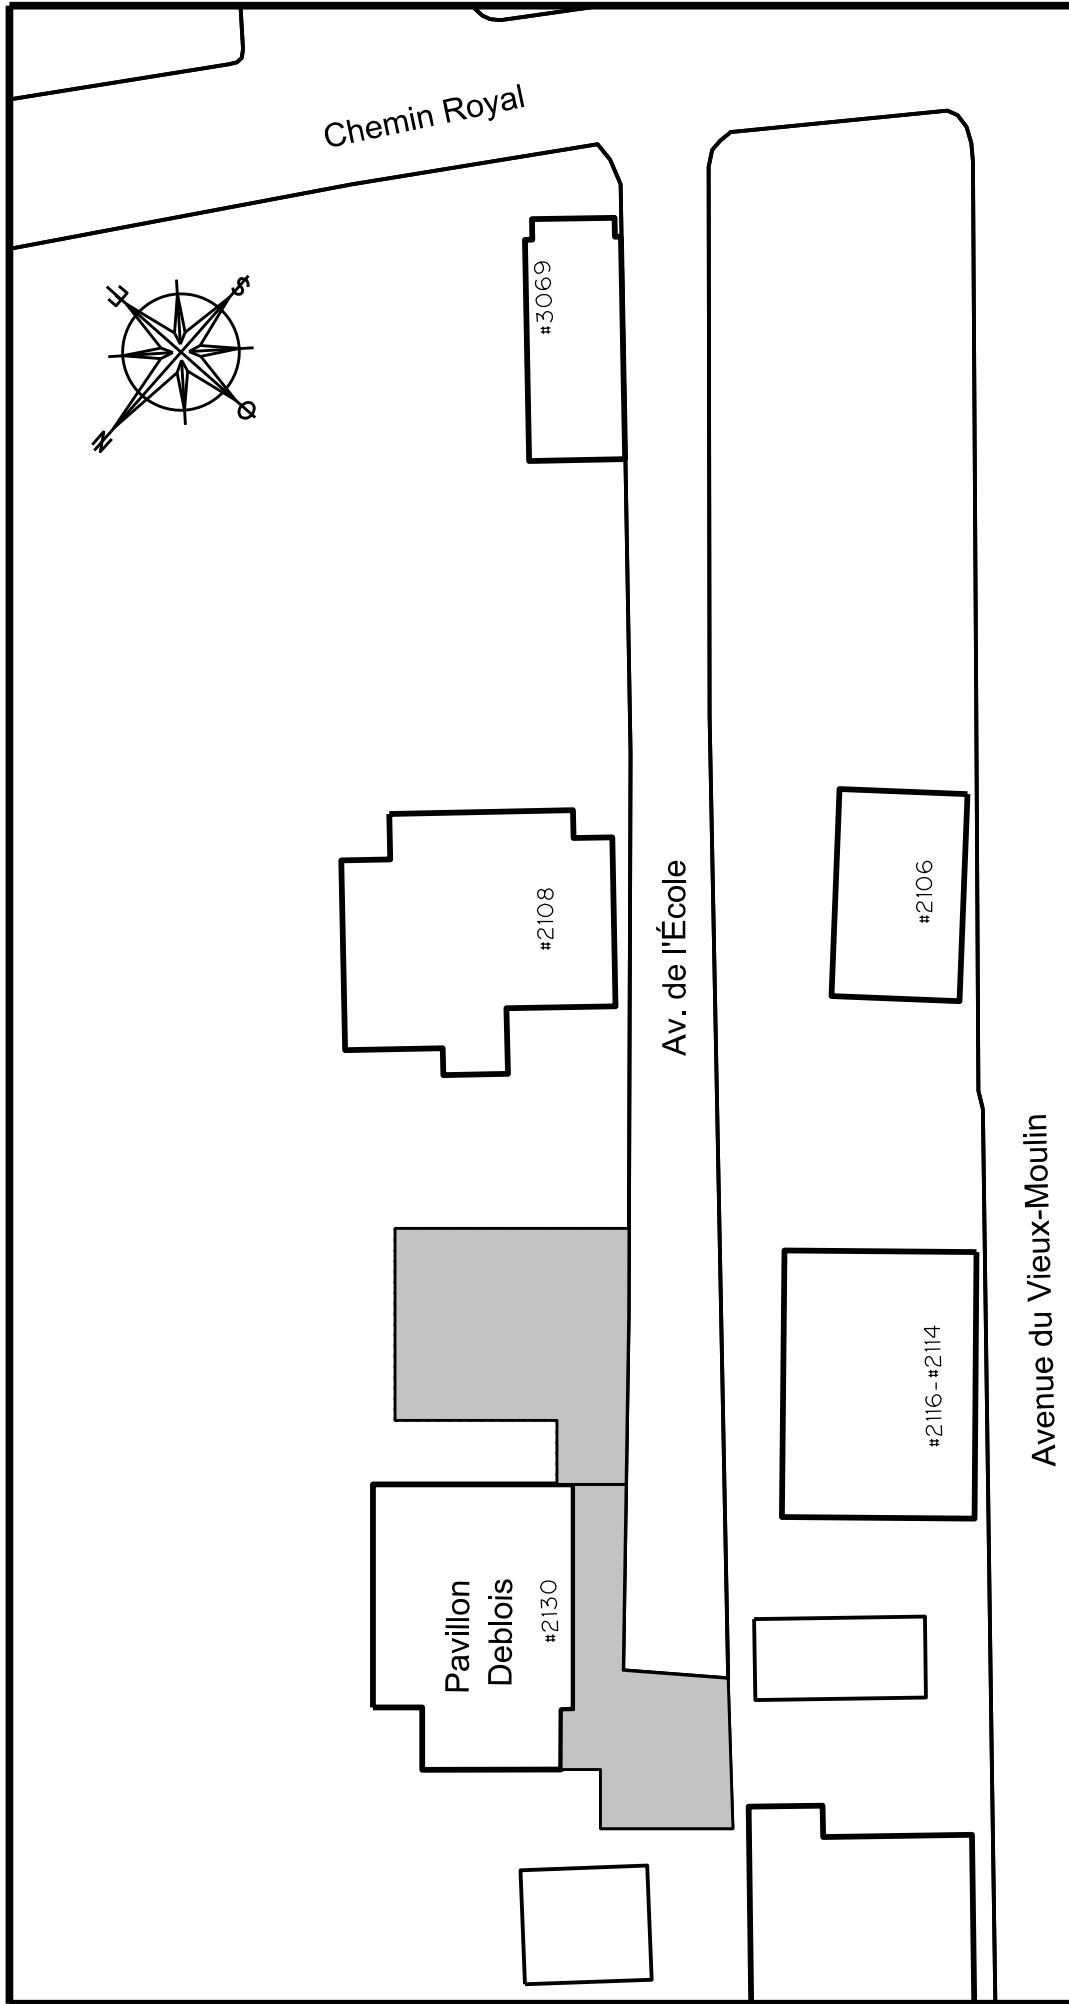 Chemin Royal
E
S
N
O
#3069
#2108
Av. de l'École
#2106
Avenue du Vieux-Moulin
#2116-#2114
Pavillon
Deblois
#2130